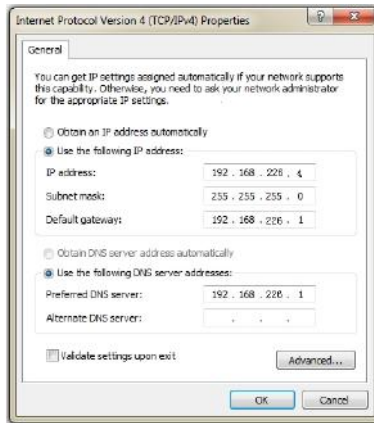 Internet Protocol Version 4 (TCP/IPv4) Properties
General
You can get IP settings assigned automatically if your network supports
this capability. Otherwise, you need to ask your network administrator
for the appropriate IP settings.
Obtain an IP address automatically
Use the following IP address:
IP address: 192 . 168 . 226 . 4
Subnet mask: 255 . 255 . 255 . 0
Default gateway: 192 . 168 . 226 . 1
Obtain DNS server address automatically
Use the following DNS server addresses:
Preferred DNS server: 192 . 168 . 226 . 1
Alternate DNS server: . . .
Validate settings upon exit
Advanced...
OK Cancel